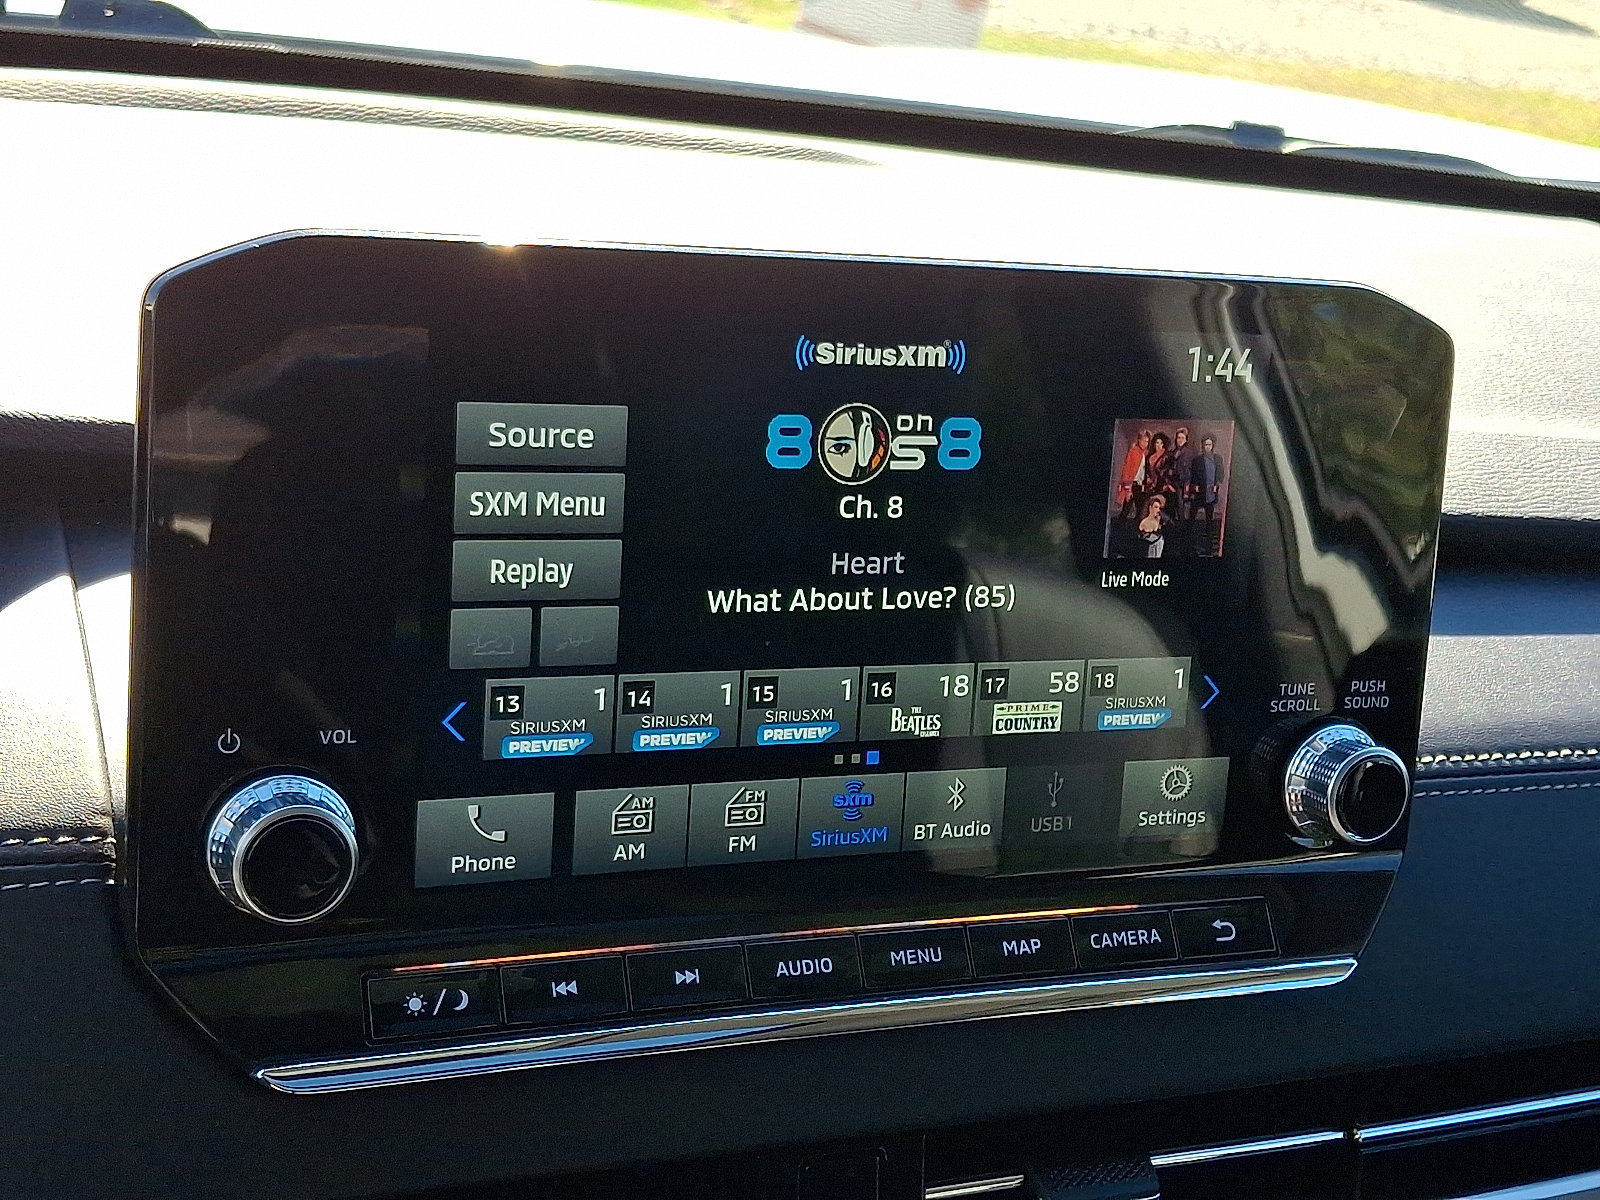 SiriusXM®
1:44
8 on 8
Ch. 8
Source
SXM Menu
Replay
Heart
What About Love? (85)
Live Mode
13 1
SIRIUSXM
PREVIEW
14 1
SIRIUSXM
PREVIEW
15 1
SIRIUSXM
PREVIEW
16 18
THE
BEATLES
CHANNEL
17 58
PRIME
COUNTRY
18 1
SIRIUSXM
PREVIEW
TUNE
SCROLL
PUSH
SOUND
VOL
Phone
AM
AM
FM
FM
sxm
SiriusXM
BT Audio
USB1
Settings
AUDIO
MENU
MAP
CAMERA